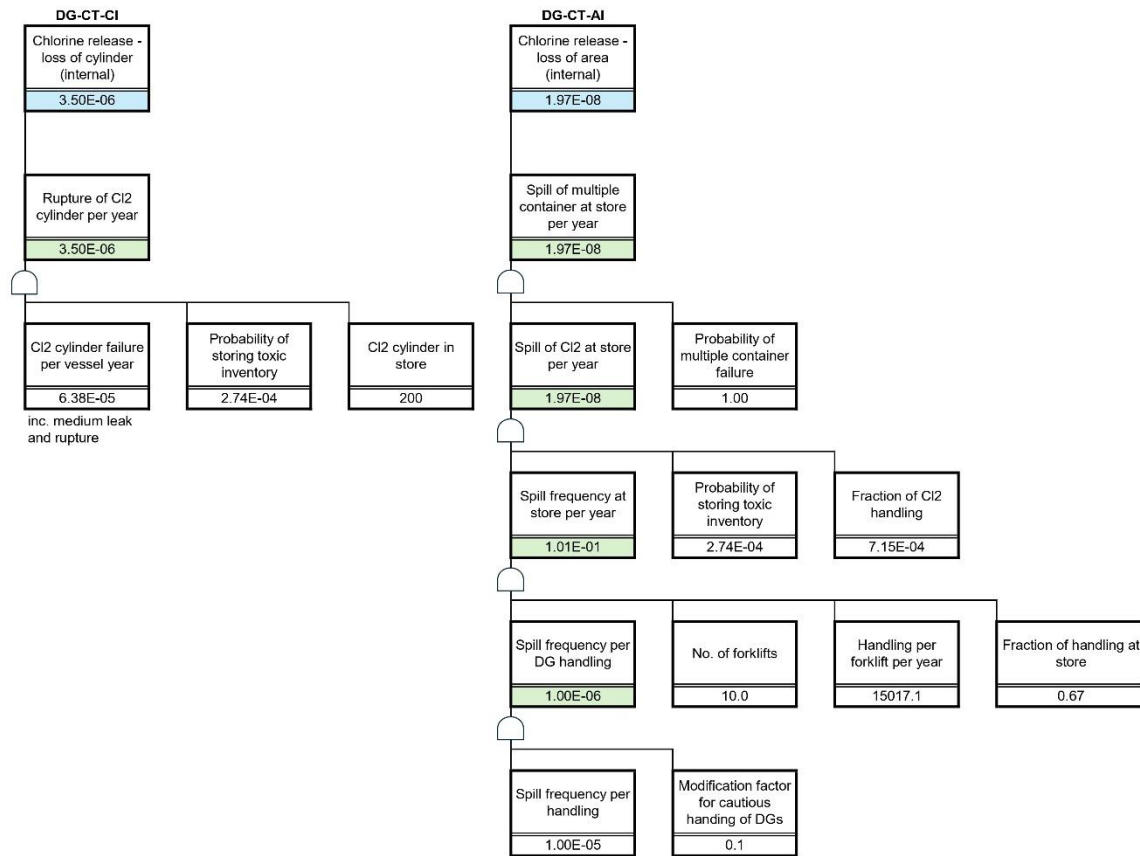 DG-CT-CI
Chlorine release -
loss of cylinder
(internal)
3.50E-06
Rupture of Cl2
cylinder per year
3.50E-06
Cl2 cylinder failure
per vessel year
6.38E-05
inc. medium leak
and rupture
Probability of
storing toxic
inventory
2.74E-04
Cl2 cylinder in
store
200
DG-CT-AI
Chlorine release -
loss of area
(internal)
1.97E-08
Spill of multiple
container at store
per year
1.97E-08
Spill of Cl2 at store
per year
1.97E-08
Probability of
multiple container
failure
1.00
Spill frequency at
store per year
1.01E-01
Probability of
storing toxic
inventory
2.74E-04
Fraction of Cl2
handling
7.15E-04
Spill frequency per
DG handling
1.00E-06
No. of forklifts
10.0
Handling per
forklift per year
15017.1
Fraction of handling at
store
0.67
Spill frequency per
handling
1.00E-05
Modification factor
for cautious
handing of DGs
0.1